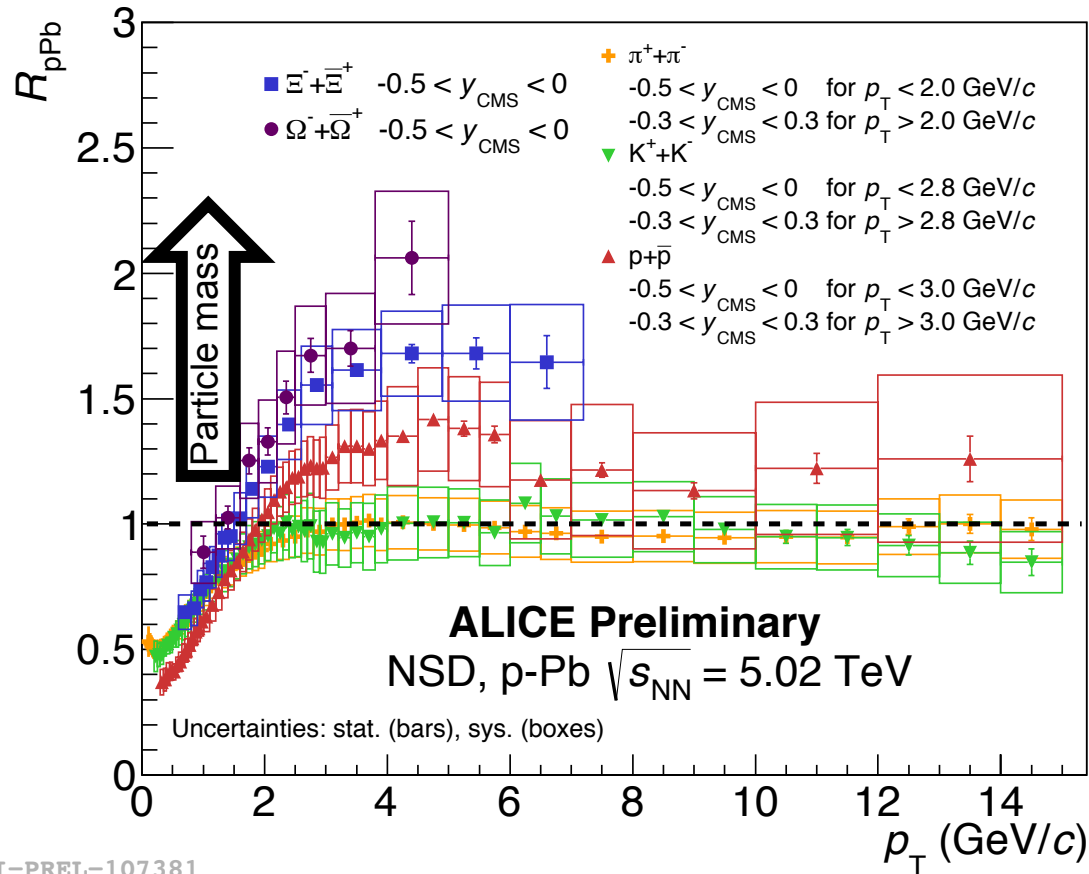 R_pPb
3
2.5
2
1.5
1
0.5
0
Ξ⁻+Ξ̅⁺ -0.5 < y_CMS < 0
Ω⁻+Ω̅⁺ -0.5 < y_CMS < 0
π⁺+π⁻
-0.5 < y_CMS < 0 for p_T < 2.0 GeV/c
-0.3 < y_CMS < 0.3 for p_T > 2.0 GeV/c
K⁺+K⁻
-0.5 < y_CMS < 0 for p_T < 2.8 GeV/c
-0.3 < y_CMS < 0.3 for p_T > 2.8 GeV/c
p+p̅
-0.5 < y_CMS < 0 for p_T < 3.0 GeV/c
-0.3 < y_CMS < 0.3 for p_T > 3.0 GeV/c
Particle mass
ALICE Preliminary
NSD, p-Pb √s_NN = 5.02 TeV
Uncertainties: stat. (bars), sys. (boxes)
0 2 4 6 8 10 12 14
p_T (GeV/c)
-PREL-107381